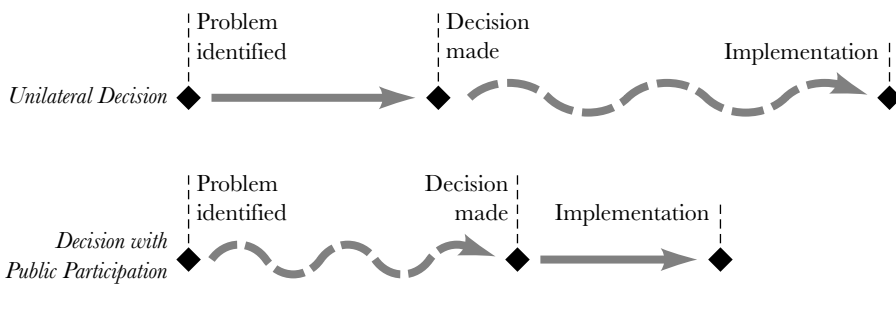 Problem
identified
Decision
made
Implementation
Unilateral Decision
Problem
identified
Decision
made
Implementation
Decision with
Public Participation